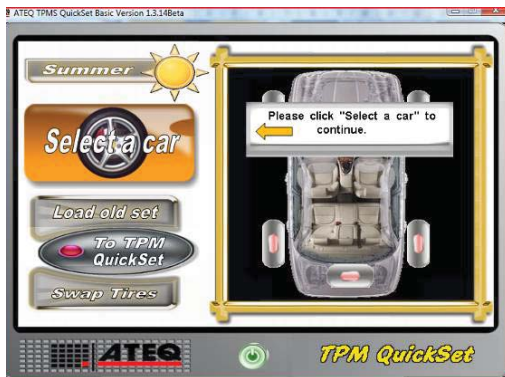 ATEQ TPMS QuickSet Basic Version 1.3.14Beta
Summer
Select a car
Load old set
To TPM
QuickSet
Swap Tires
Please click "Select a car" to
continue.
ATEQ
TPM QuickSet